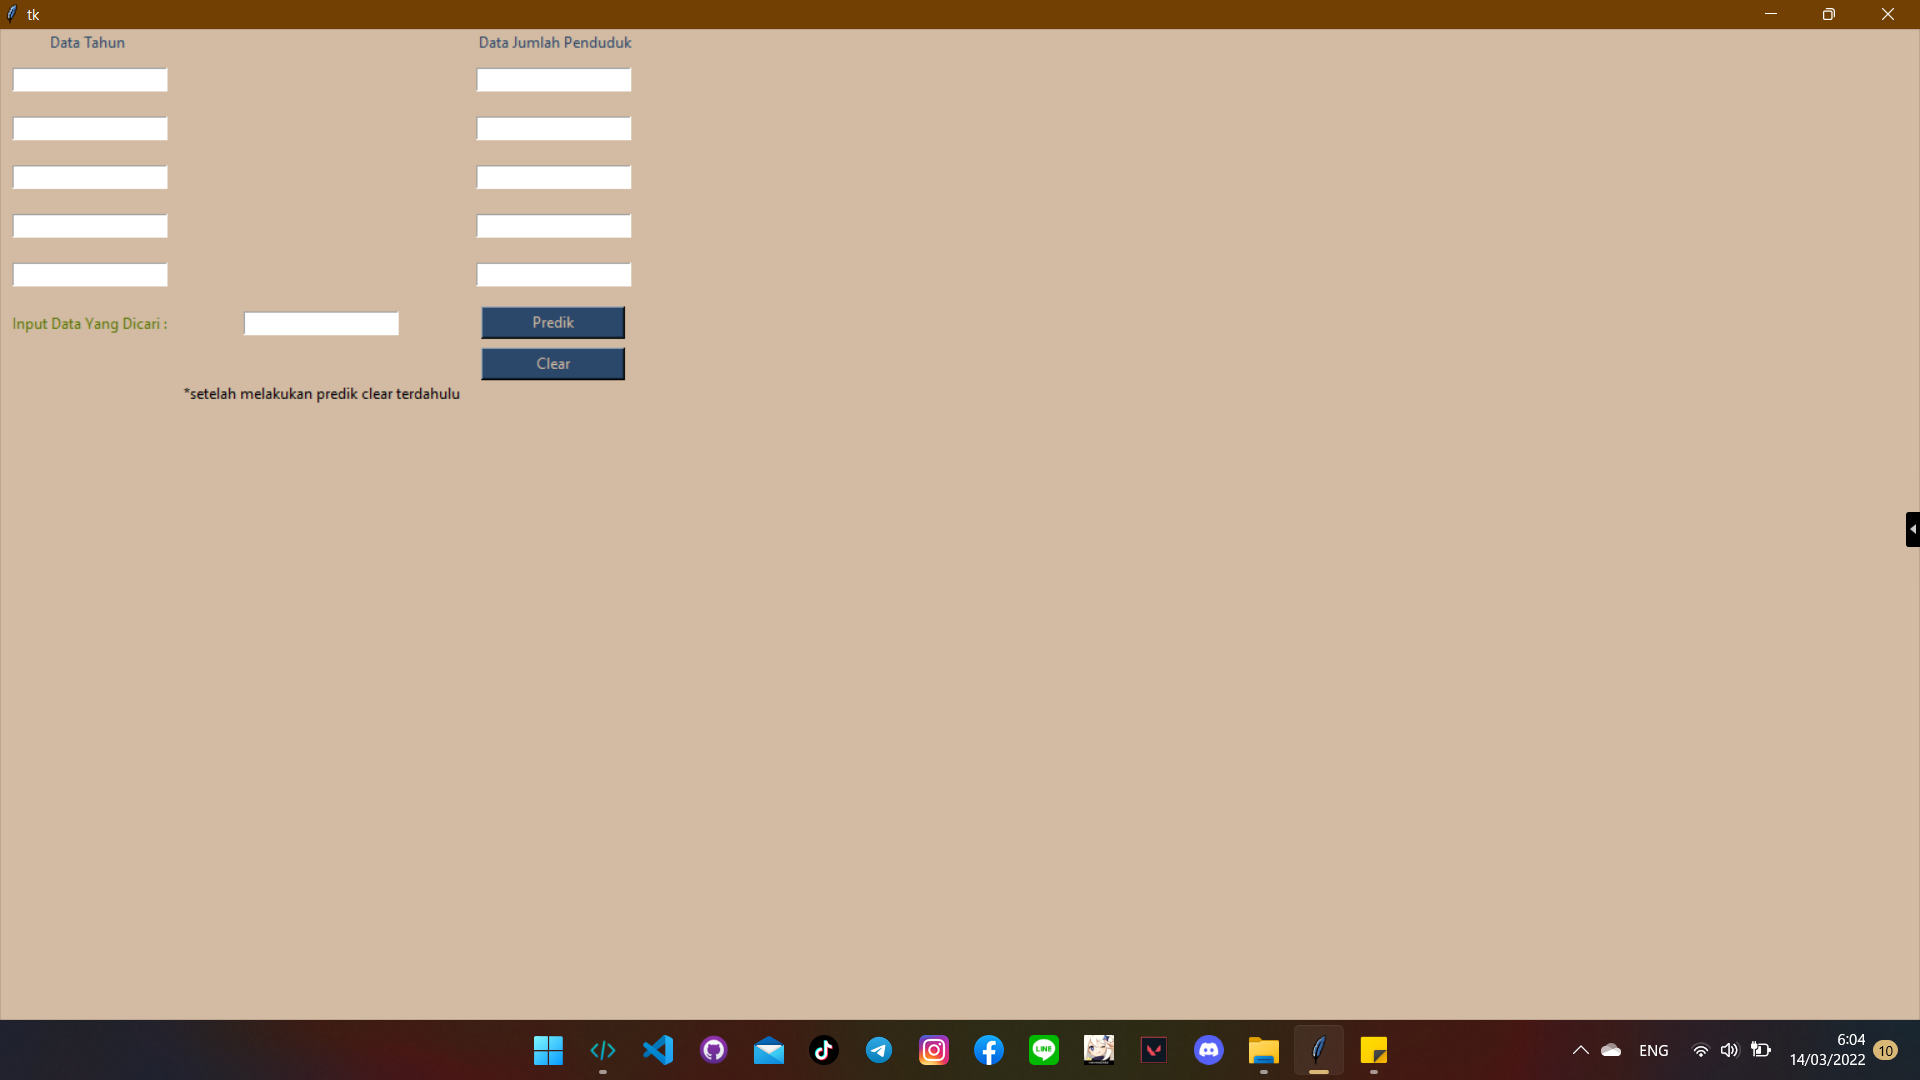 tk
Data Tahun
Data Jumlah Penduduk
Input Data Yang Dicari :
Predik
Clear
*setelah melakukan predik clear terdahulu
LINE
ENG
6:04
14/03/2022
10